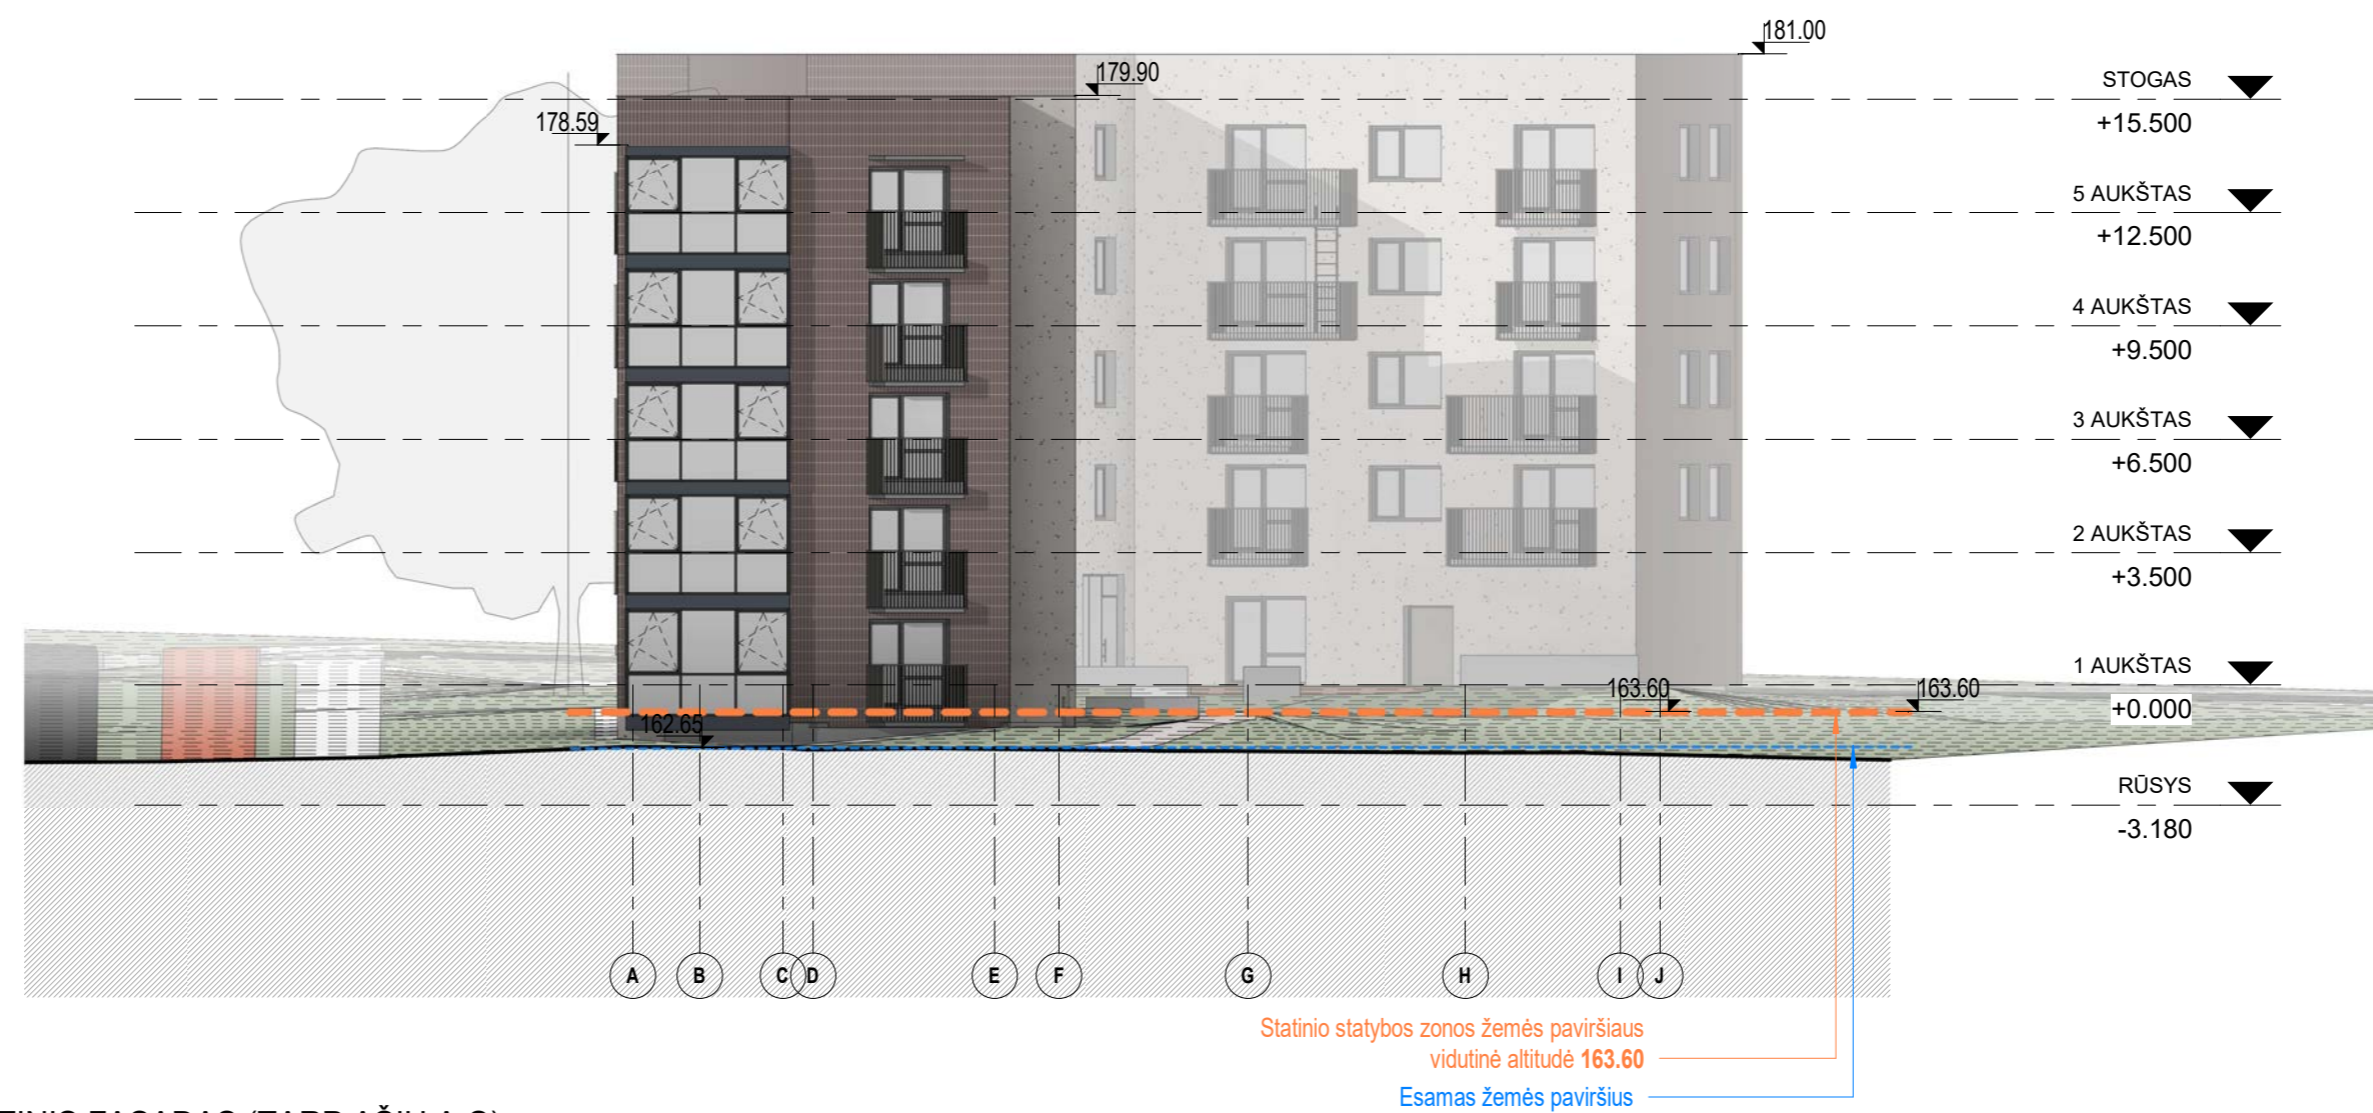 181.00
179.90
178.59
STOGAS
+15.500
5 AUKŠTAS
+12.500
4 AUKŠTAS
+9.500
3 AUKŠTAS
+6.500
2 AUKŠTAS
+3.500
1 AUKŠTAS
+0.000
163.60
163.60
162.65
RŪSYS
-3.180
A B C D E F G H I J
Statinio statybos zonos žemės paviršiaus
vidutinė altitudė 163.60
Esamas žemės paviršius